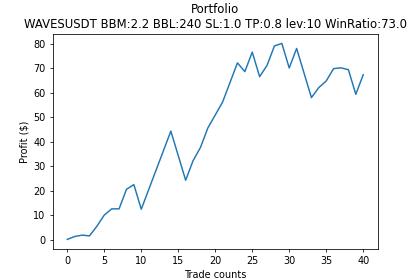 Portfolio
WAVESUSDT BBM:2.2 BBL:240 SL:1.0 TP:0.8 lev:10 WinRatio:73.0
80
70
60
50
40
30
20
10
0
Profit ($)
0 5 10 15 20 25 30 35 40
Trade counts